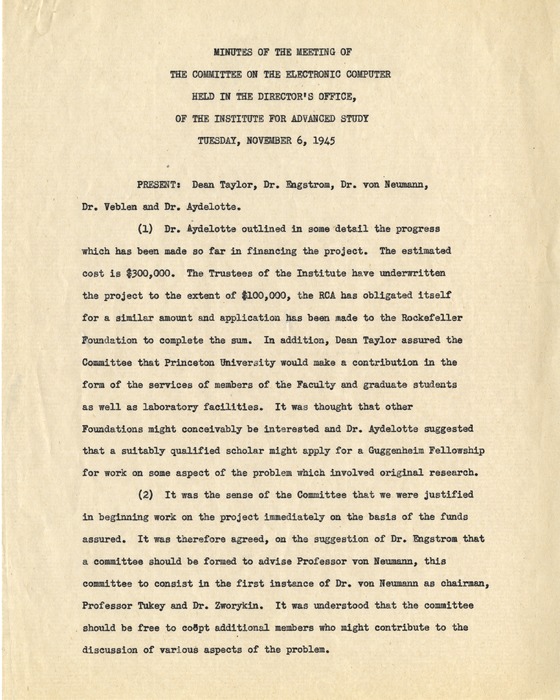 MINUTES OF THE MEETING OF
THE COMMITTEE ON THE ELECTRONIC COMPUTER
HELD IN THE DIRECTOR'S OFFICE,
OF THE INSTITUTE FOR ADVANCED STUDY
TUESDAY, NOVEMBER 6, 1945
PRESENT: Dean Taylor, Dr. Engstrom, Dr. von Neumann,
Dr. Veblen and Dr. Aydelotte.
(1) Dr. Aydelotte outlined in some detail the progress
which has been made so far in financing the project. The estimated
cost is $300,000. The Trustees of the Institute have underwritten
the project to the extent of $100,000, the RCA has obligated itself
for a similar amount and application has been made to the Rockefeller
Foundation to complete the sum. In addition, Dean Taylor assured the
Committee that Princeton University would make a contribution in the
form of the services of members of the Faculty and graduate students
as well as laboratory facilities. It was thought that other
Foundations might conceivably be interested and Dr. Aydelotte suggested
that a suitably qualified scholar might apply for a Guggenheim Fellowship
for work on some aspect of the problem which involved original research.
(2) It was the sense of the Committee that we were justified
in beginning work on the project immediately on the basis of the funds
assured. It was therefore agreed, on the suggestion of Dr. Engstrom that
a committee should be formed to advise Professor von Neumann, this
committee to consist in the first instance of Dr. von Neumann as chairman,
Professor Tukey and Dr. Zworykin. It was understood that the committee
should be free to coöpt additional members who might contribute to the
discussion of various aspects of the problem.